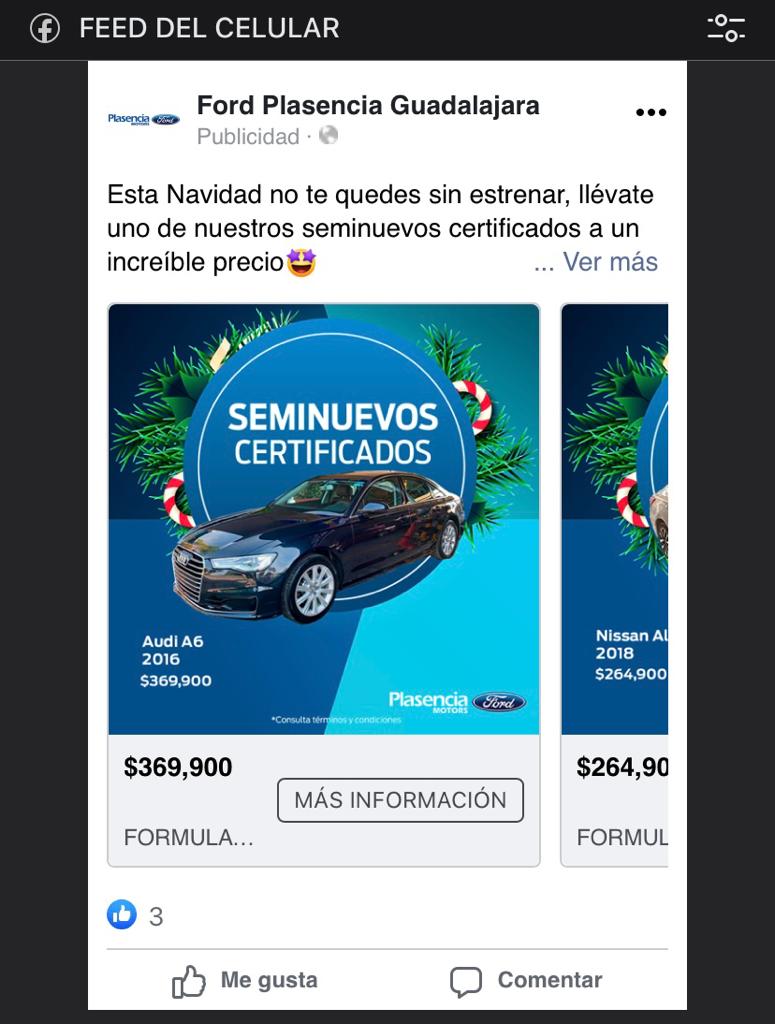 FEED DEL CELULAR
Plasencia
MOTORS
Ford
Ford Plasencia Guadalajara
Publicidad ·
Esta Navidad no te quedes sin estrenar, llévate
uno de nuestros seminuevos certificados a un
increíble precio🤩
... Ver más
SEMINUEVOS
CERTIFICADOS
Audi A6
2016
$369,900
Plasencia
MOTORS
Ford
*Consulta términos y condiciones
$369,900
MÁS INFORMACIÓN
FORMULA...
Nissan AL
2018
$264,900
$264,90
FORMUL
3
Me gusta
Comentar